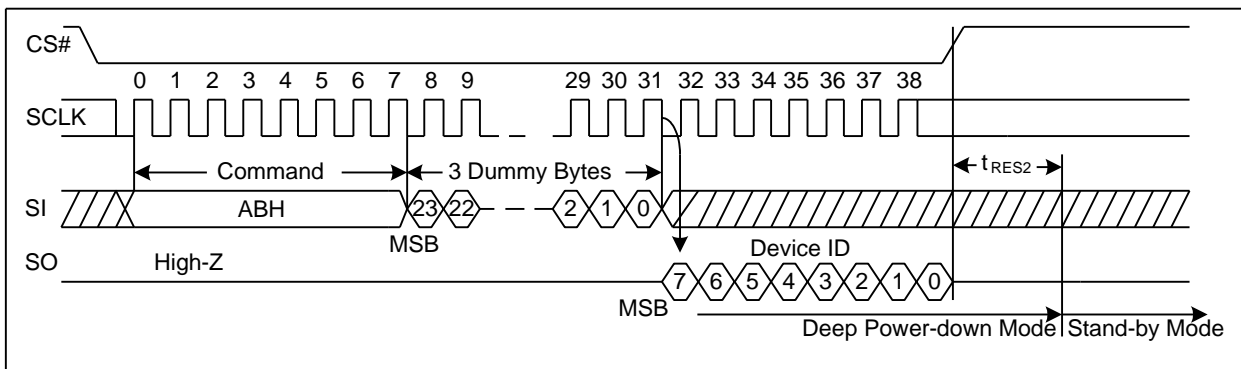 CS#
0 1 2 3 4 5 6 7 8 9 29 30 31 32 33 34 35 36 37 38
SCLK
Command 3 Dummy Bytes tRES2
SI ABH 23 22 2 1 0
MSB Device ID
SO High-Z
7 6 5 4 3 2 1 0
MSB
Deep Power-down Mode Stand-by Mode